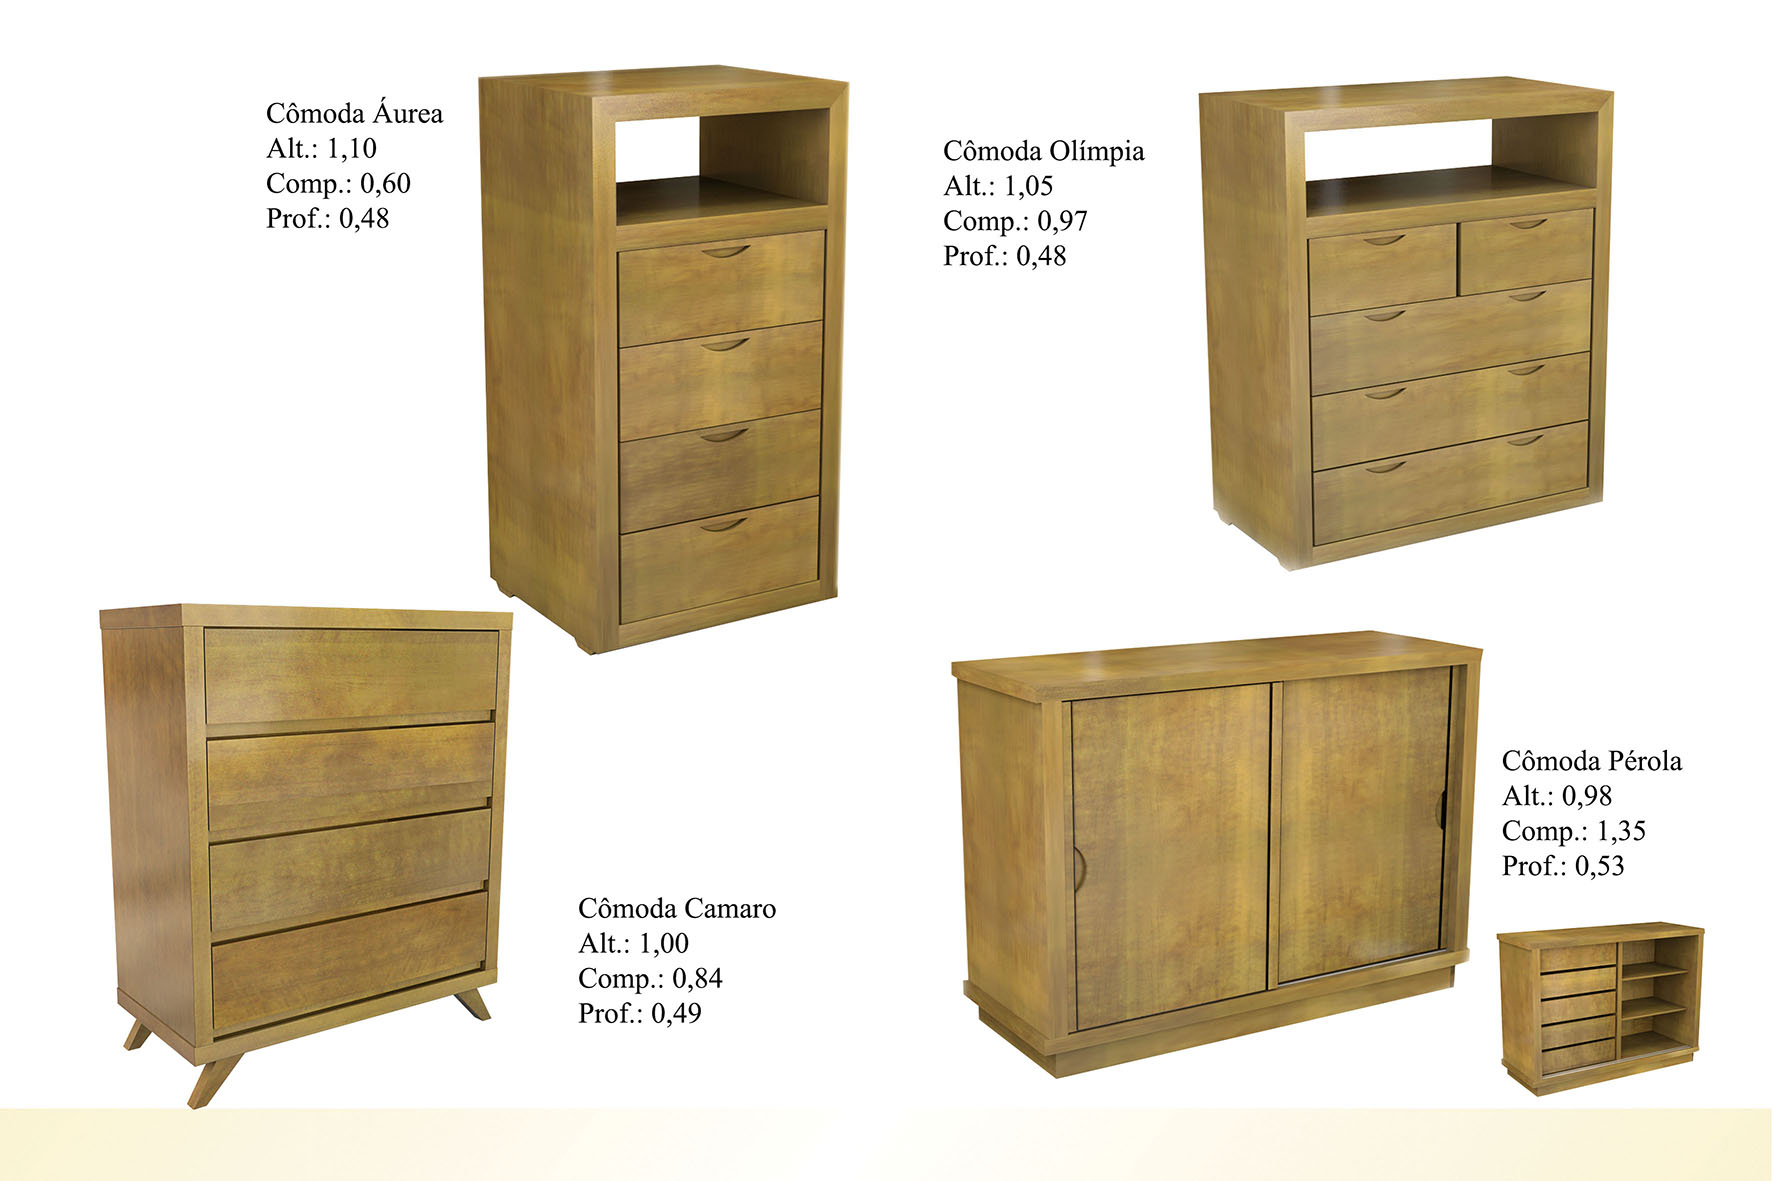 Cômoda Áurea
Alt.: 1,10
Comp.: 0,60
Prof.: 0,48
Cômoda Olímpia
Alt.: 1,05
Comp.: 0,97
Prof.: 0,48
Cômoda Camaro
Alt.: 1,00
Comp.: 0,84
Prof.: 0,49
Cômoda Pérola
Alt.: 0,98
Comp.: 1,35
Prof.: 0,53